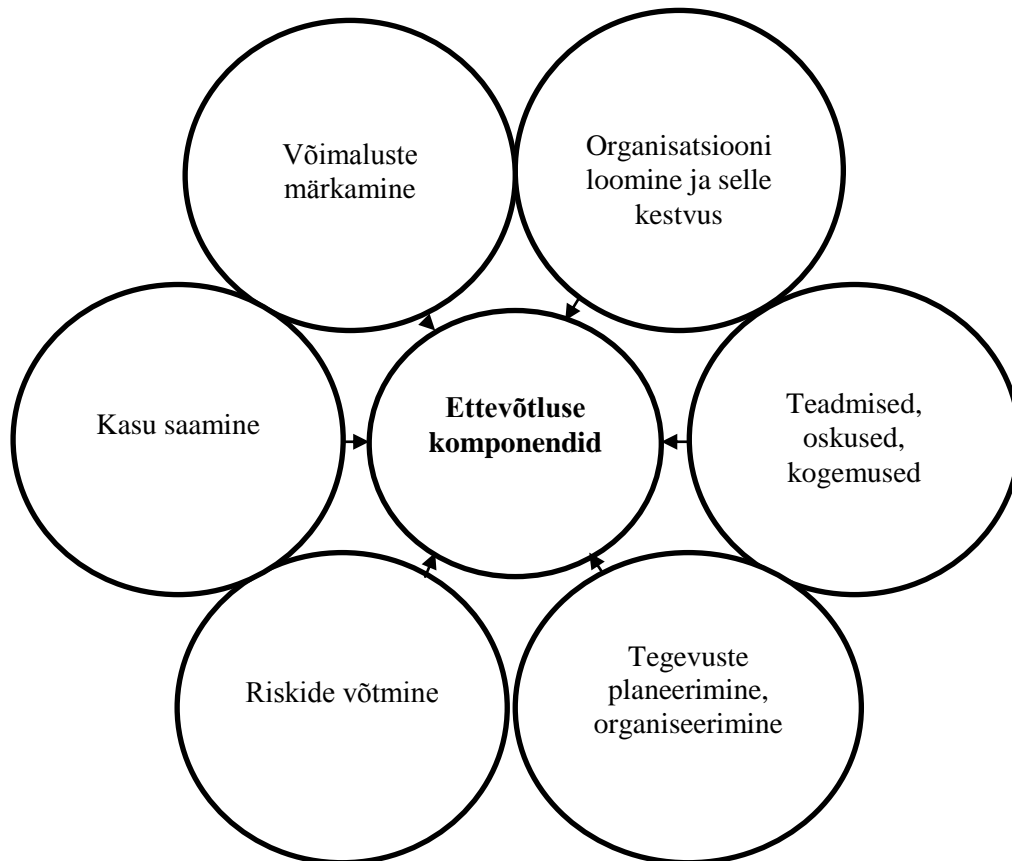 Võimaluste
märkamine
Organisatsiooni
loomine ja selle
kestvus
Kasu saamine
Ettevõtluse
komponendid
Teadmised,
oskused,
kogemused
Riskide võtmine
Tegevuste
planeerimine,
organiseerimine